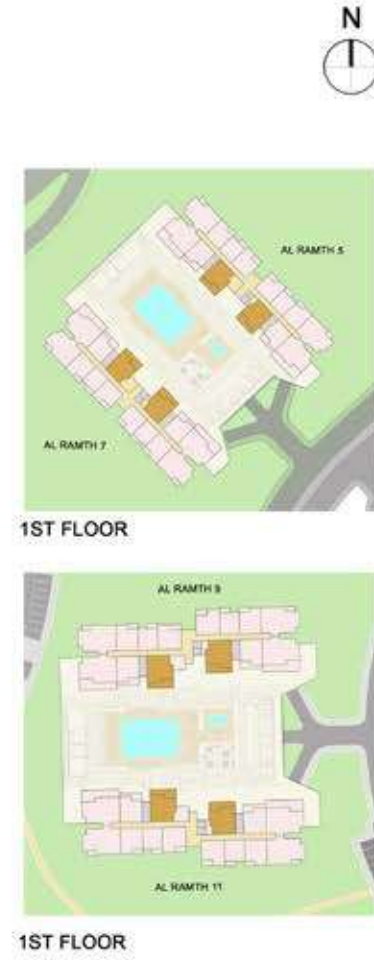 N
AL RAMTH 5
AL RAMTH 7
1ST FLOOR
AL RAMTH 9
AL RAMTH 11
1ST FLOOR